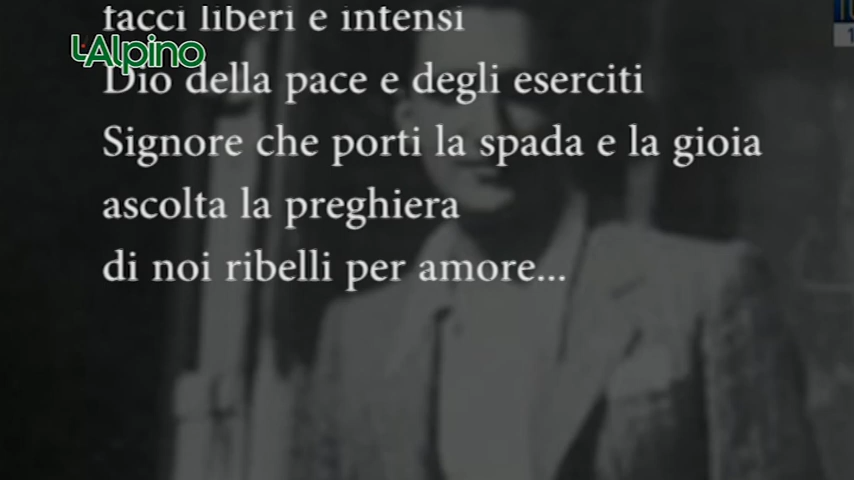 facci liberi e intensi
L'Alpino
Dio della pace e degli eserciti
Signore che porti la spada e la gioia
ascolta la preghiera
di noi ribelli per amore...